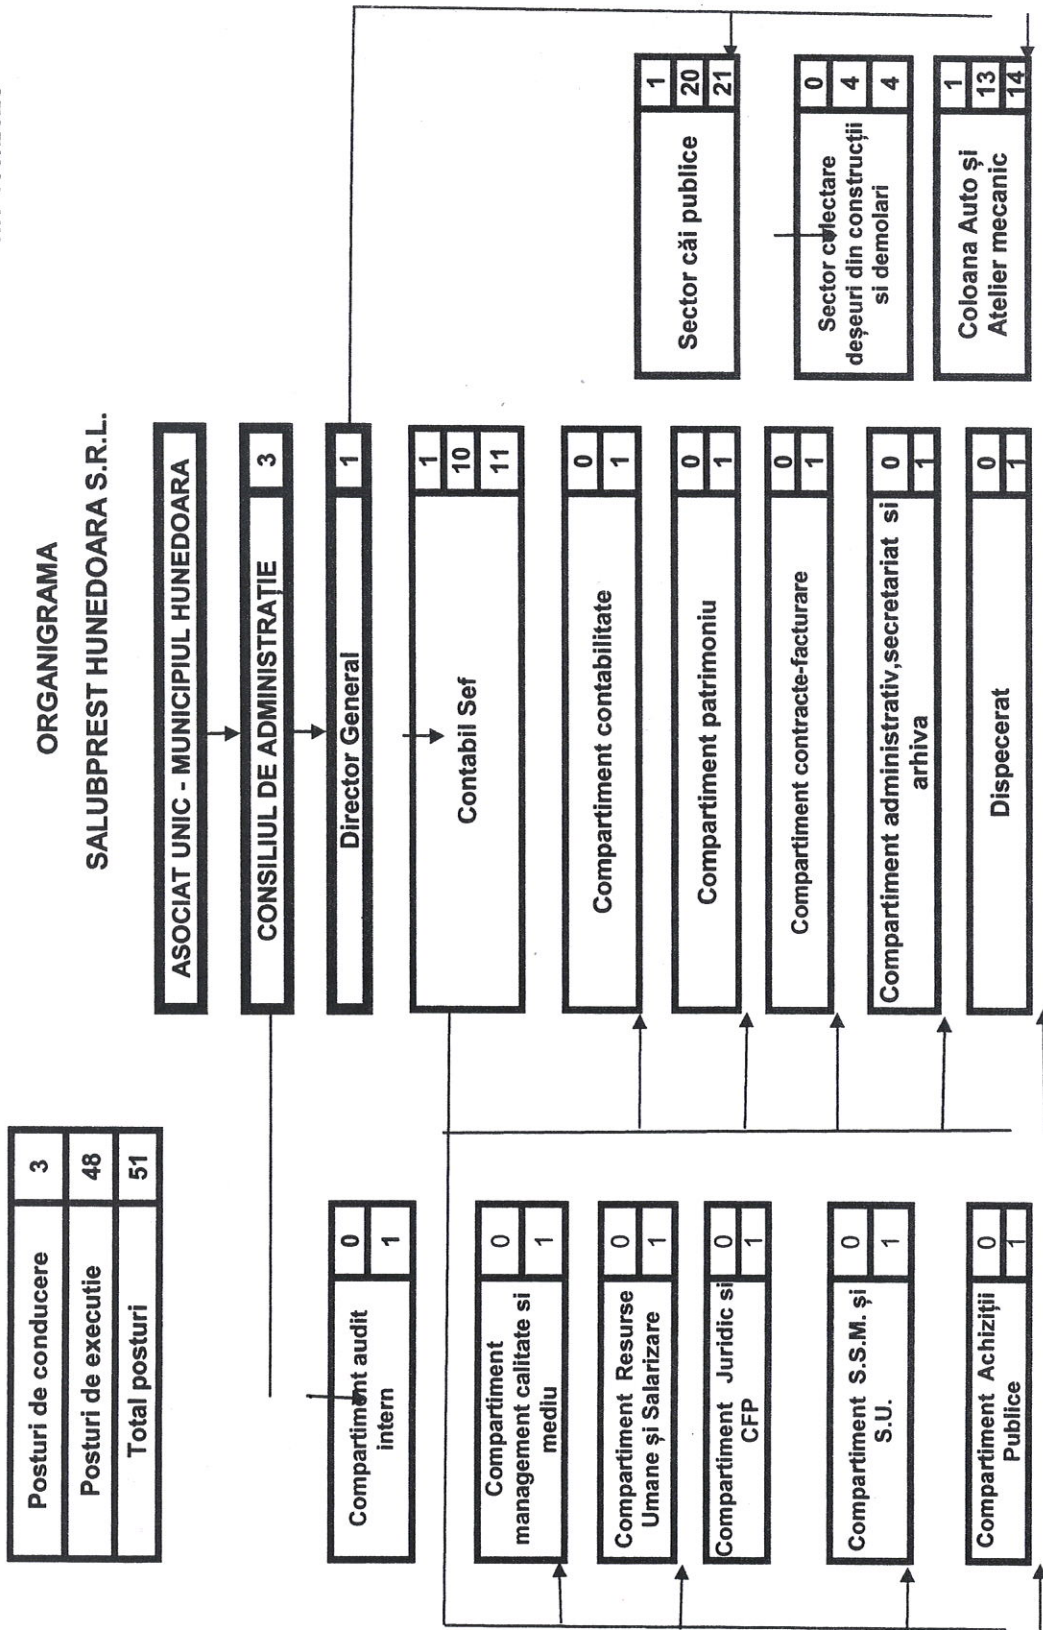 ORGANIGRAMA
SALUBPREST HUNEDOARA S.R.L.
Posturi de conducere 3
Posturi de executie 48
Total posturi 51
ASOCIAT UNIC - MUNICIPIUL HUNEDOARA
CONSILIUL DE ADMINISTRAȚIE 3
Director General 1
Contabil Sef
1
10
11
Compartiment audit
intern
0
1
Compartiment
management calitate si
mediu
0
1
Compartiment Resurse
Umane și Salarizare
0
1
Compartiment Juridic si
CFP
0
1
Compartiment S.S.M. și
S.U.
0
1
Compartiment Achiziții
Publice
0
1
Compartiment contabilitate
0
1
Compartiment patrimoniu
0
1
Compartiment contracte-facturare
0
1
Compartiment administrativ,secretariat si
arhiva
0
1
Dispecerat
0
1
Sector căi publice
1
20
21
Sector colectare
deșeuri din construcții
si demolari
0
4
4
Coloana Auto și
Atelier mecanic
1
13
14